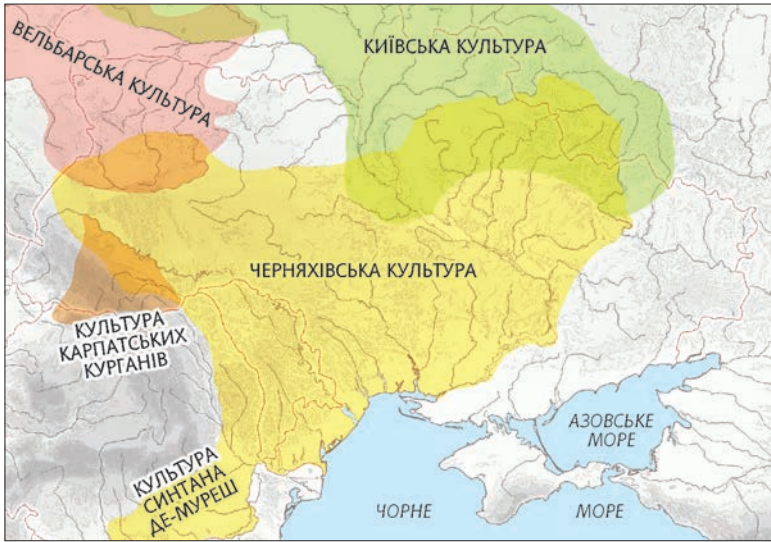 ВЕЛЬБАРСЬКА КУЛЬТУРА
КИЇВСЬКА КУЛЬТУРА
ЧЕРНЯХІВСЬКА КУЛЬТУРА
КУЛЬТУРА
КАРПАТСЬКИХ
КУРГАНІВ
КУЛЬТУРА
СИНТАНА
ДЕ-МУРЕШ
АЗОВСЬКЕ
МОРЕ
ЧОРНЕ МОРЕ